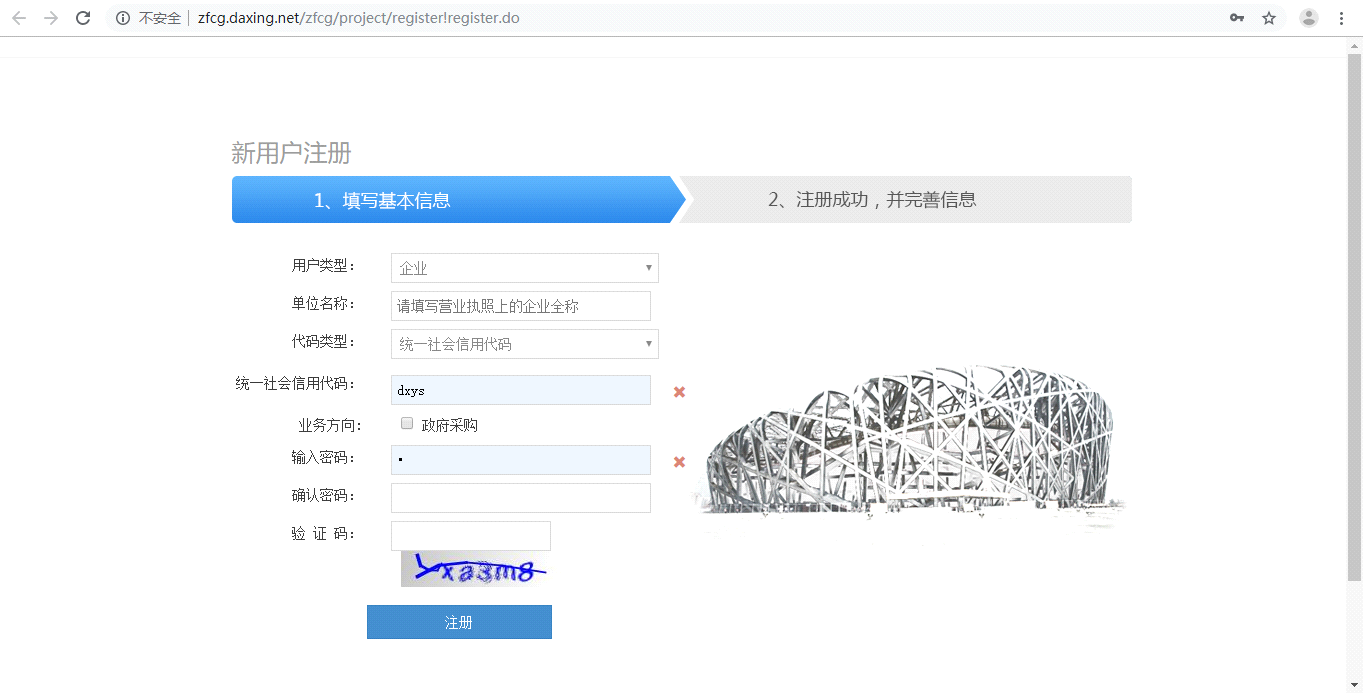 不安全 zfcg.daxing.net/zfcg/project/register!register.do
新用户注册
1、填写基本信息 2、注册成功，并完善信息
用户类型： 企业
单位名称： 请填写营业执照上的企业全称
代码类型： 统一社会信用代码
统一社会信用代码： dxys
业务方向： 政府采购
输入密码：
确认密码：
验 证 码：
xa3m8
注册